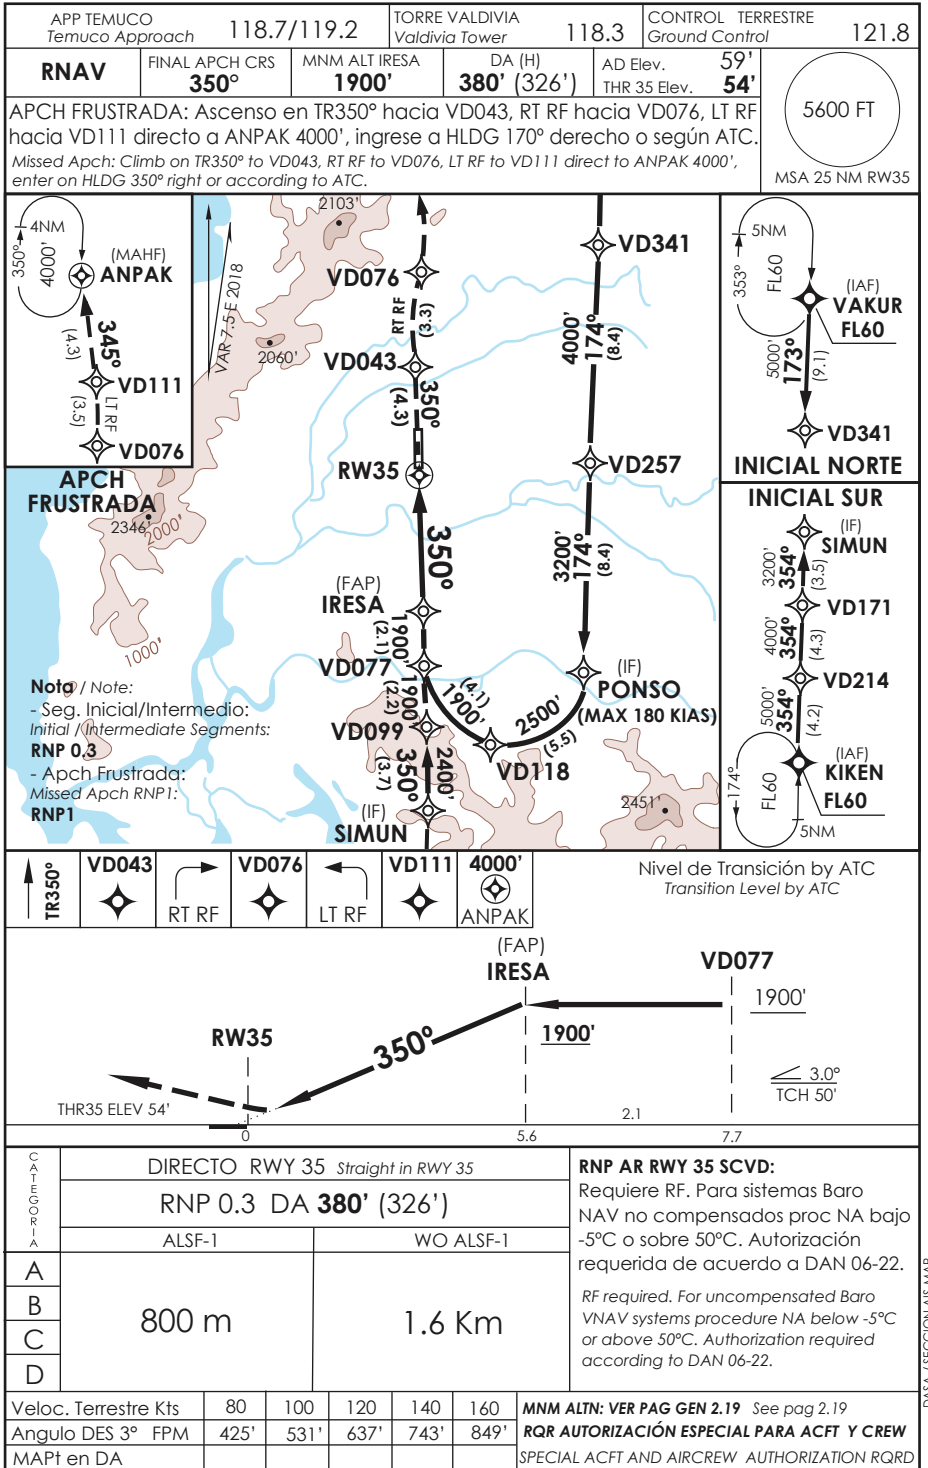 APP TEMUCO
Temuco Approach
118.7/119.2
TORRE VALDIVIA
Valdivia Tower
118.3
CONTROL TERRESTRE
Ground Control
121.8
RNAV
FINAL APCH CRS
350°
MNM ALT IRESA
1900'
DA (H)
380' (326')
AD Elev. 59'
THR 35 Elev. 54'
5600 FT
MSA 25 NM RW35
APCH FRUSTRADA: Ascenso en TR350° hacia VD043, RT RF hacia VD076, LT RF
hacia VD111 directo a ANPAK 4000', ingrese a HLDG 170º derecho o según ATC.
Missed Apch: Climb on TR350° to VD043, RT RF to VD076, LT RF to VD111 direct to ANPAK 4000',
enter on HLDG 350° right or according to ATC.
4NM
350°
4000'
(MAHF)
ANPAK
345°
(4.3)
VD111
LT RF
(3.5)
VD076
APCH
FRUSTRADA
VAR 7.5 E 2018
2103'
2060'
2346'
2000'
1000'
2451'
VD076
RT RF
(3.3)
VD043
350°
(4.3)
RW35
350°
(FAP)
IRESA
1900'
(2.1)
VD077
1900'
(2.2)
VD099
2400'
350°
(3.7)
(IF)
SIMUN
VD341
4000'
174°
(8.4)
VD257
3200'
174°
(8.4)
(IF)
PONSO
(MAX 180 KIAS)
2500'
(5.5)
VD118
(4.1)
1900'
Nota / Note:
- Seg. Inicial/Intermedio:
Initial / Intermediate Segments:
RNP 0.3
- Apch Frustrada:
Missed Apch RNP1:
RNP1
5NM
353°
FL60
(IAF)
VAKUR
FL60
5000'
173°
(9.1)
VD341
INICIAL NORTE
INICIAL SUR
(IF)
SIMUN
3200'
354°
(3.5)
VD171
4000'
354°
(4.3)
VD214
5000'
354°
(4.2)
(IAF)
KIKEN
FL60
174°
FL60
5NM
TR350°
VD043
RT RF
VD076
LT RF
VD111
4000'
ANPAK
Nivel de Transición by ATC
Transition Level by ATC
(FAP)
IRESA
VD077
1900'
1900'
RW35
350°
3.0°
TCH 50'
THR35 ELEV 54'
2.1
0
5.6
7.7
CATEGORIA
DIRECTO RWY 35 Straight in RWY 35
RNP 0.3 DA 380' (326')
ALSF-1
WO ALSF-1
A
B
C
D
800 m
1.6 Km
RNP AR RWY 35 SCVD:
Requiere RF. Para sistemas Baro
NAV no compensados proc NA bajo
-5°C o sobre 50°C. Autorización
requerida de acuerdo a DAN 06-22.
RF required. For uncompensated Baro
VNAV systems procedure NA below -5°C
or above 50°C. Authorization required
according to DAN 06-22.
Veloc. Terrestre Kts 80 100 120 140 160
Angulo DES 3° FPM 425' 531' 637' 743' 849'
MAPt en DA
MNM ALTN: VER PAG GEN 2.19 See pag 2.19
RQR AUTORIZACIÓN ESPECIAL PARA ACFT Y CREW
SPECIAL ACFT AND AIRCREW AUTHORIZATION RQRD